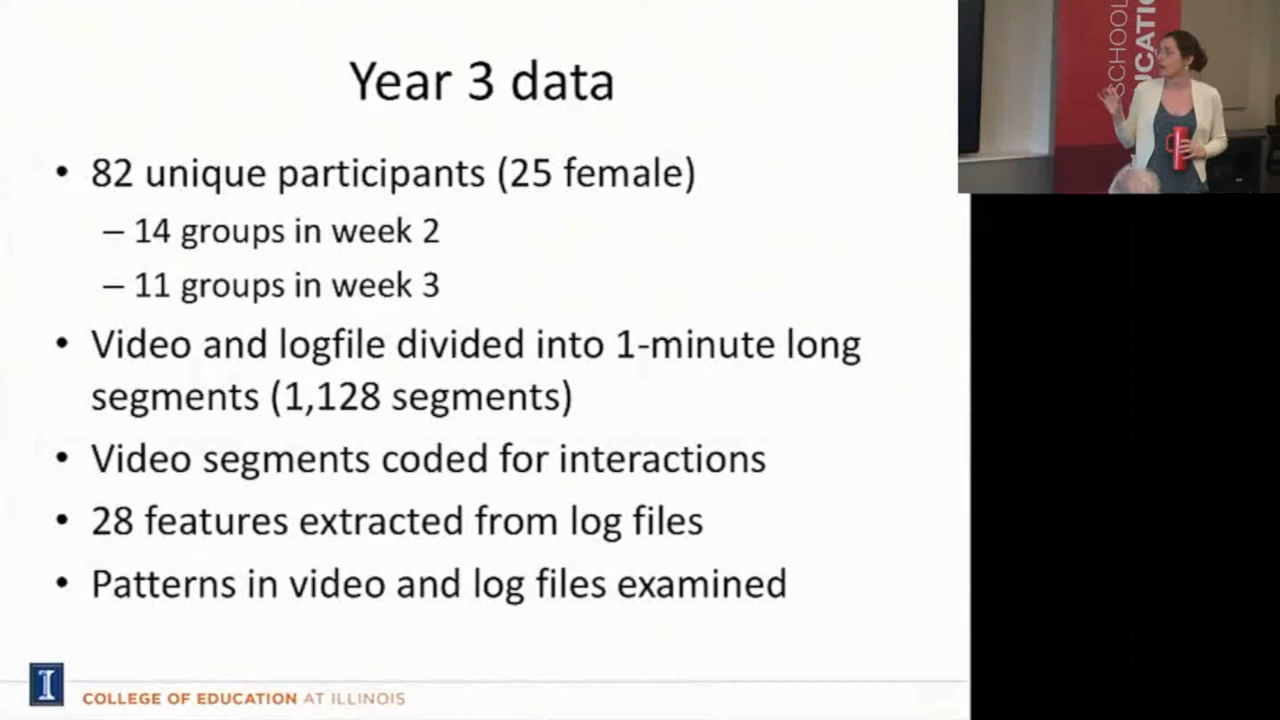 Year 3 data
• 82 unique participants (25 female)
– 14 groups in week 2
– 11 groups in week 3
• Video and logfile divided into 1-minute long
segments (1,128 segments)
• Video segments coded for interactions
• 28 features extracted from log files
• Patterns in video and log files examined
I COLLEGE OF EDUCATION AT ILLINOIS
SCHOOL
UCATIO